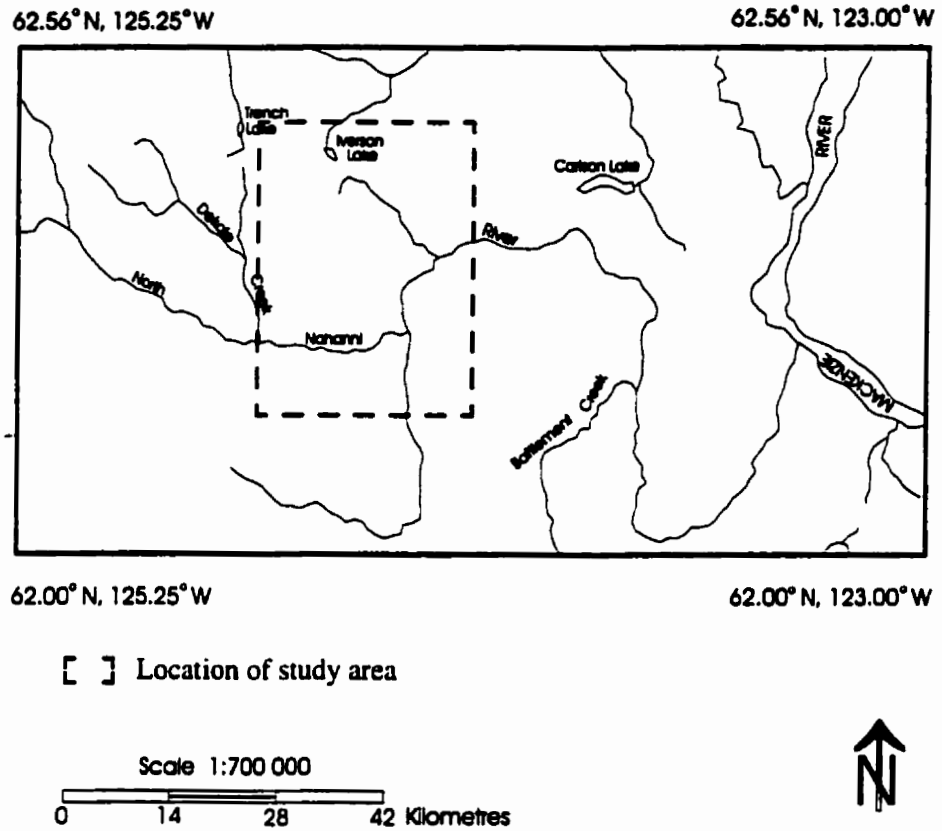 62.56° N, 125.25° W
62.56° N, 123.00° W
Trench
Lake
Iverson
Lake
Carlson Lake
RIVER
Creek
River
North
Nahanni
MACKENZIE
Battlement Creek
62.00° N, 125.25° W
62.00° N, 123.00° W
[ ] Location of study area
Scale 1:700 000
0 14 28 42 Kilometres
N